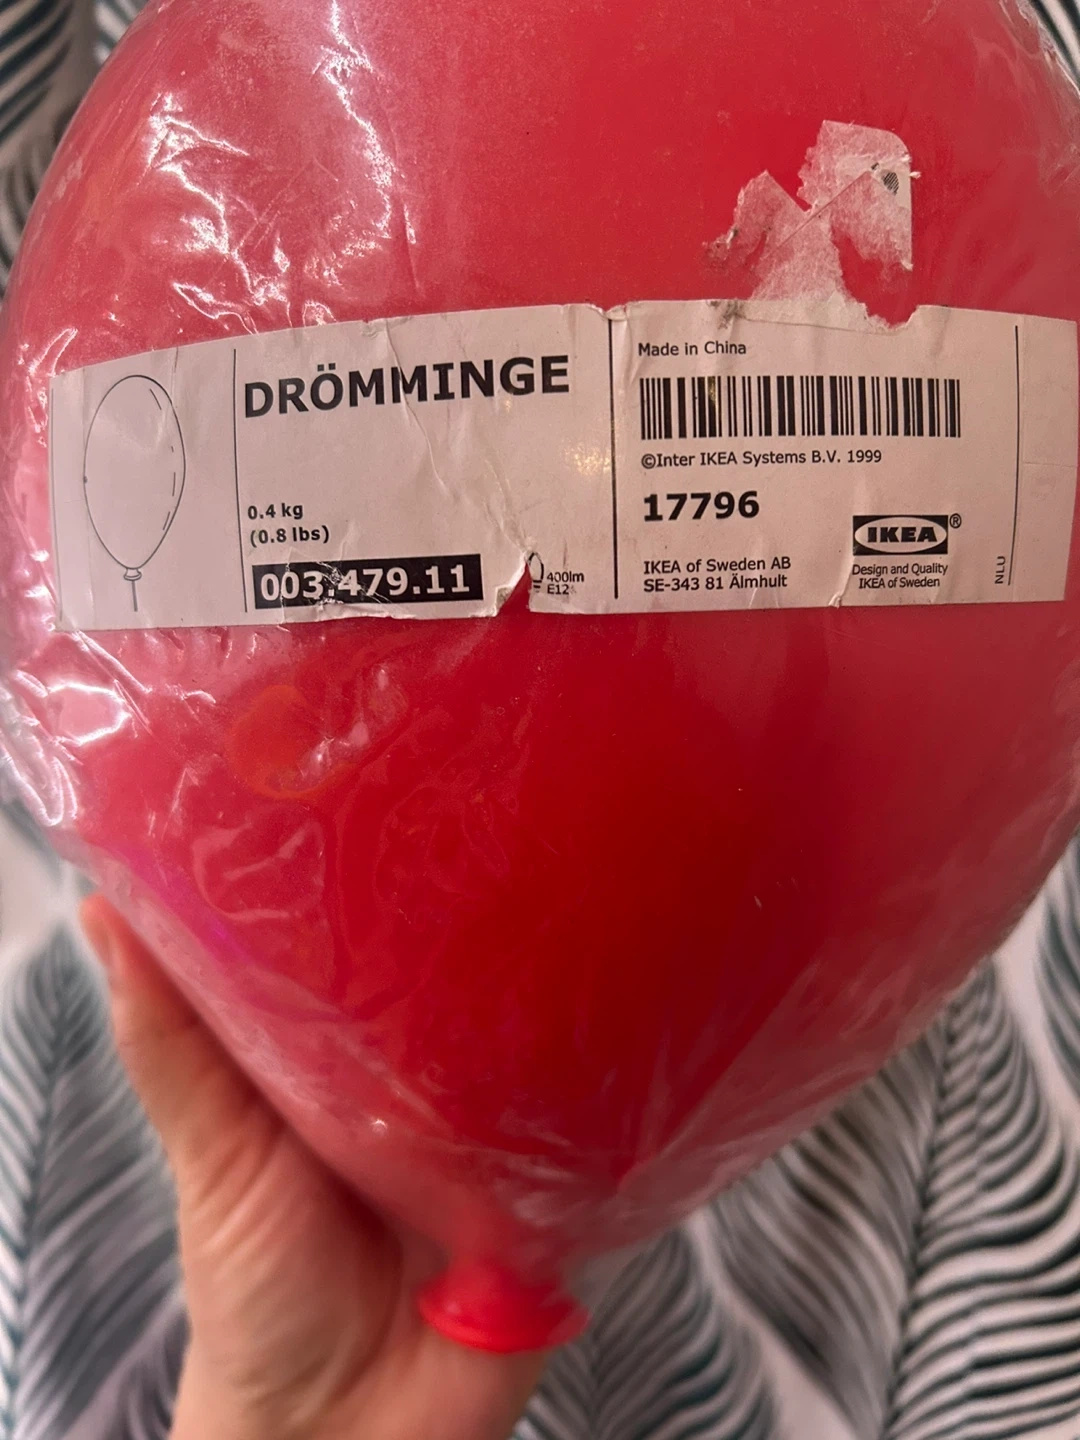 DRÖMMINGE
0.4 kg
(0.8 lbs)
003.479.11
400lm
E12
Made in China
©Inter IKEA Systems B.V. 1999
17796
IKEA of Sweden AB
SE-343 81 Älmhult
IKEA®
Design and Quality
IKEA of Sweden
NLU